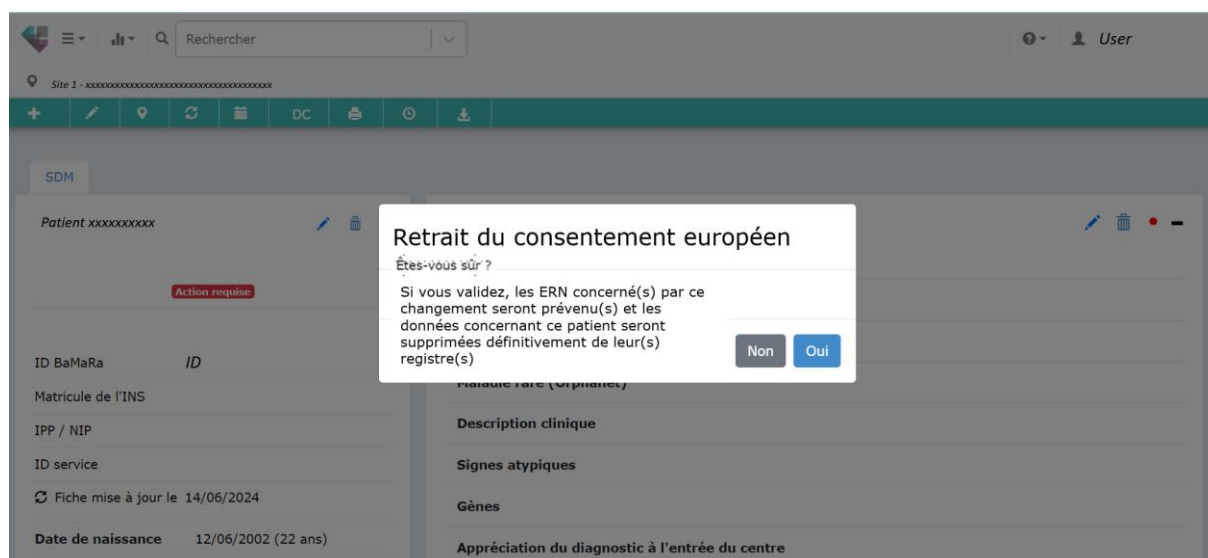 Rechercher
User
Site 1 - xxxxxxxxxxxxxxxxxxxxxxxxxxxxxxxxxxxxx
DC
SDM
Patient xxxxxxxxxx
Retrait du consentement européen
Êtes-vous sûr ?
Action requise
Si vous validez, les ERN concerné(s) par ce
changement seront prévenu(s) et les
données concernant ce patient seront
supprimées définitivement de leur(s)
registre(s)
Non
Oui
ID BaMaRa ID
Maladie rare (Orphanet)
Matricule de l'INS
IPP / NIP
Description clinique
ID service
Signes atypiques
Fiche mise à jour le 14/06/2024
Gènes
Date de naissance 12/06/2002 (22 ans)
Appréciation du diagnostic à l'entrée du centre